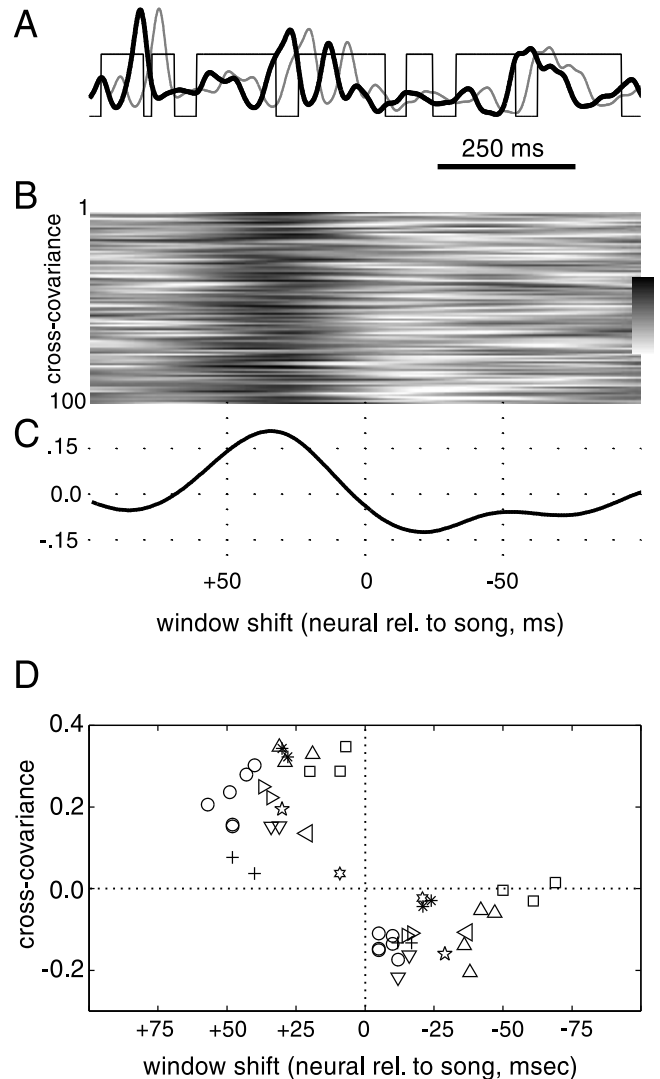 A
250 ms
B
1
cross-covariance
100
C
.15
0.0
-.15
+50 0 -50
window shift (neural rel. to song, ms)
D
0.4
0.2
0.0
-0.2
cross-covariance
+75 +50 +25 0 -25 -50 -75
window shift (neural rel. to song, msec)